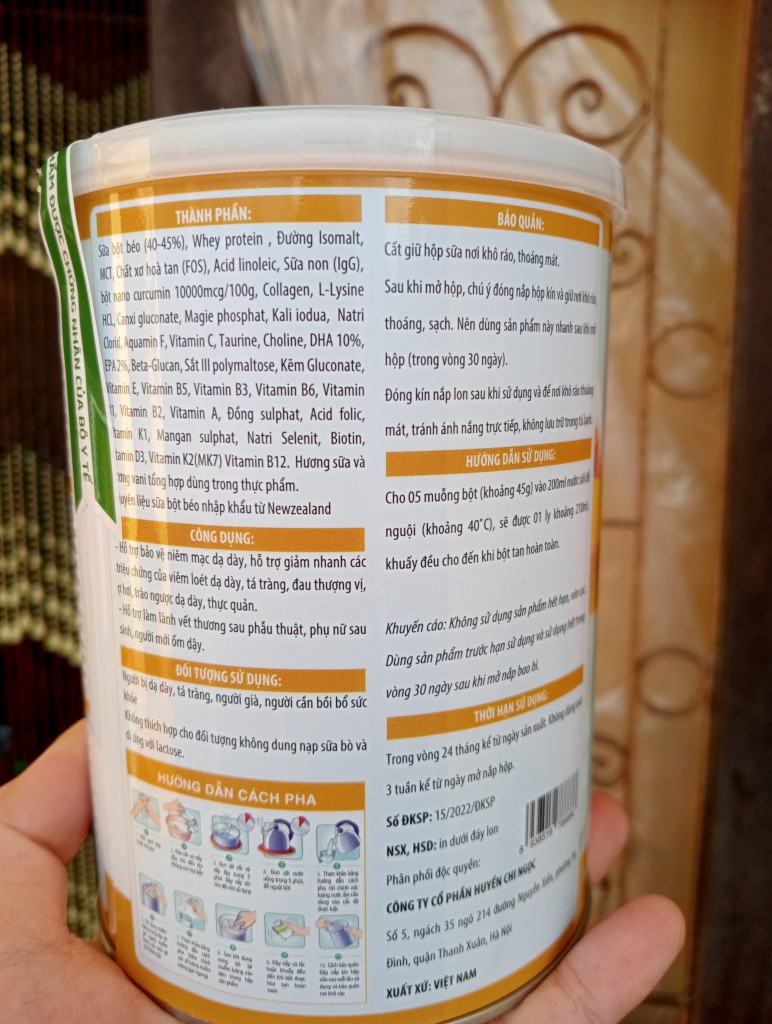 TÂM ĐƯỢC CHỨNG NHẬN CỦA BỘ Y TẾ
THÀNH PHẦN:
Sữa bột béo (40-45%), Whey protein , Đường Isomalt,
MCT, Chất xơ hoà tan (FOS), Acid linoleic, Sữa non (IgG),
bột nano curcumin 10000mcg/100g, Collagen, L-Lysine
HCL, Canxi gluconate, Magie phosphat, Kali iodua, Natri
Clorid, Aquamin F, Vitamin C, Taurine, Choline, DHA 10%,
EPA 2%, Beta-Glucan, Sắt III polymaltose, Kẽm Gluconate,
Vitamin E, Vitamin B5, Vitamin B3, Vitamin B6, Vitamin
Vitamin B2, Vitamin A, Đồng sulphat, Acid folic,
K1, Mangan sulphat, Natri Selenit, Biotin,
D3, Vitamin K2(MK7) Vitamin B12. Hương sữa và
vani tổng hợp dùng trong thực phẩm.
liệu sữa bột béo nhập khẩu từ Newzealand
CÔNG DỤNG:
- Hỗ trợ bảo vệ niêm mạc dạ dày, hỗ trợ giảm nhanh các
triệu chứng của viêm loét dạ dày, tá tràng, đau thượng vị,
ợ hơi, trào ngược dạ dày, thực quản.
- Hỗ trợ làm lành vết thương sau phẫu thuật, phụ nữ sau
sinh, người mới ốm dậy.
ĐỐI TƯỢNG SỬ DỤNG:
Người bị dạ dày, tá tràng, người già, người cần bồi bổ sức
khỏe
Không thích hợp cho đối tượng không dung nạp sữa bò và
dị ứng với lactose.
HƯỚNG DẪN CÁCH PHA
BẢO QUẢN:
Cất giữ hộp sữa nơi khô ráo, thoáng mát.
Sau khi mở hộp, chú ý đóng nắp hộp kín và giữ nơi khô ráo,
thoáng, sạch. Nên dùng sản phẩm này nhanh sau khi mở
hộp (trong vòng 30 ngày).
Đóng kín nắp lon sau khi sử dụng và để nơi khô ráo thoáng
mát, tránh ánh nắng trực tiếp, không lưu trữ trong tủ lạnh.
HƯỚNG DẪN SỬ DỤNG:
Cho 05 muỗng bột (khoảng 45g) vào 200ml nước sôi để
nguội (khoảng 40°C), sẽ được 01 ly khoảng 210ml,
khuấy đều cho đến khi bột tan hoàn toàn.
Khuyến cáo: Không sử dụng sản phẩm hết hạn,
Dùng sản phẩm trước hạn sử dụng và sử dụng hết trong
vòng 30 ngày sau khi mở nắp bao bì.
THỜI HẠN SỬ DỤNG:
Trong vòng 24 tháng kể từ ngày sản xuất. Không dùng quá
3 tuần kể từ ngày mở nắp hộp.
Số ĐKSP: 15/2022/ĐKSP
NSX, HSD: in dưới đáy lon
Phân phối độc quyền:
CÔNG TY CỔ PHẦN HUYỀN CHI NGỌC
Số 5, ngách 35 ngõ 214 đường Nguyễn Xiển, phường
Đình, quận Thanh Xuân, Hà Nội
XUẤT XỨ: VIỆT NAM